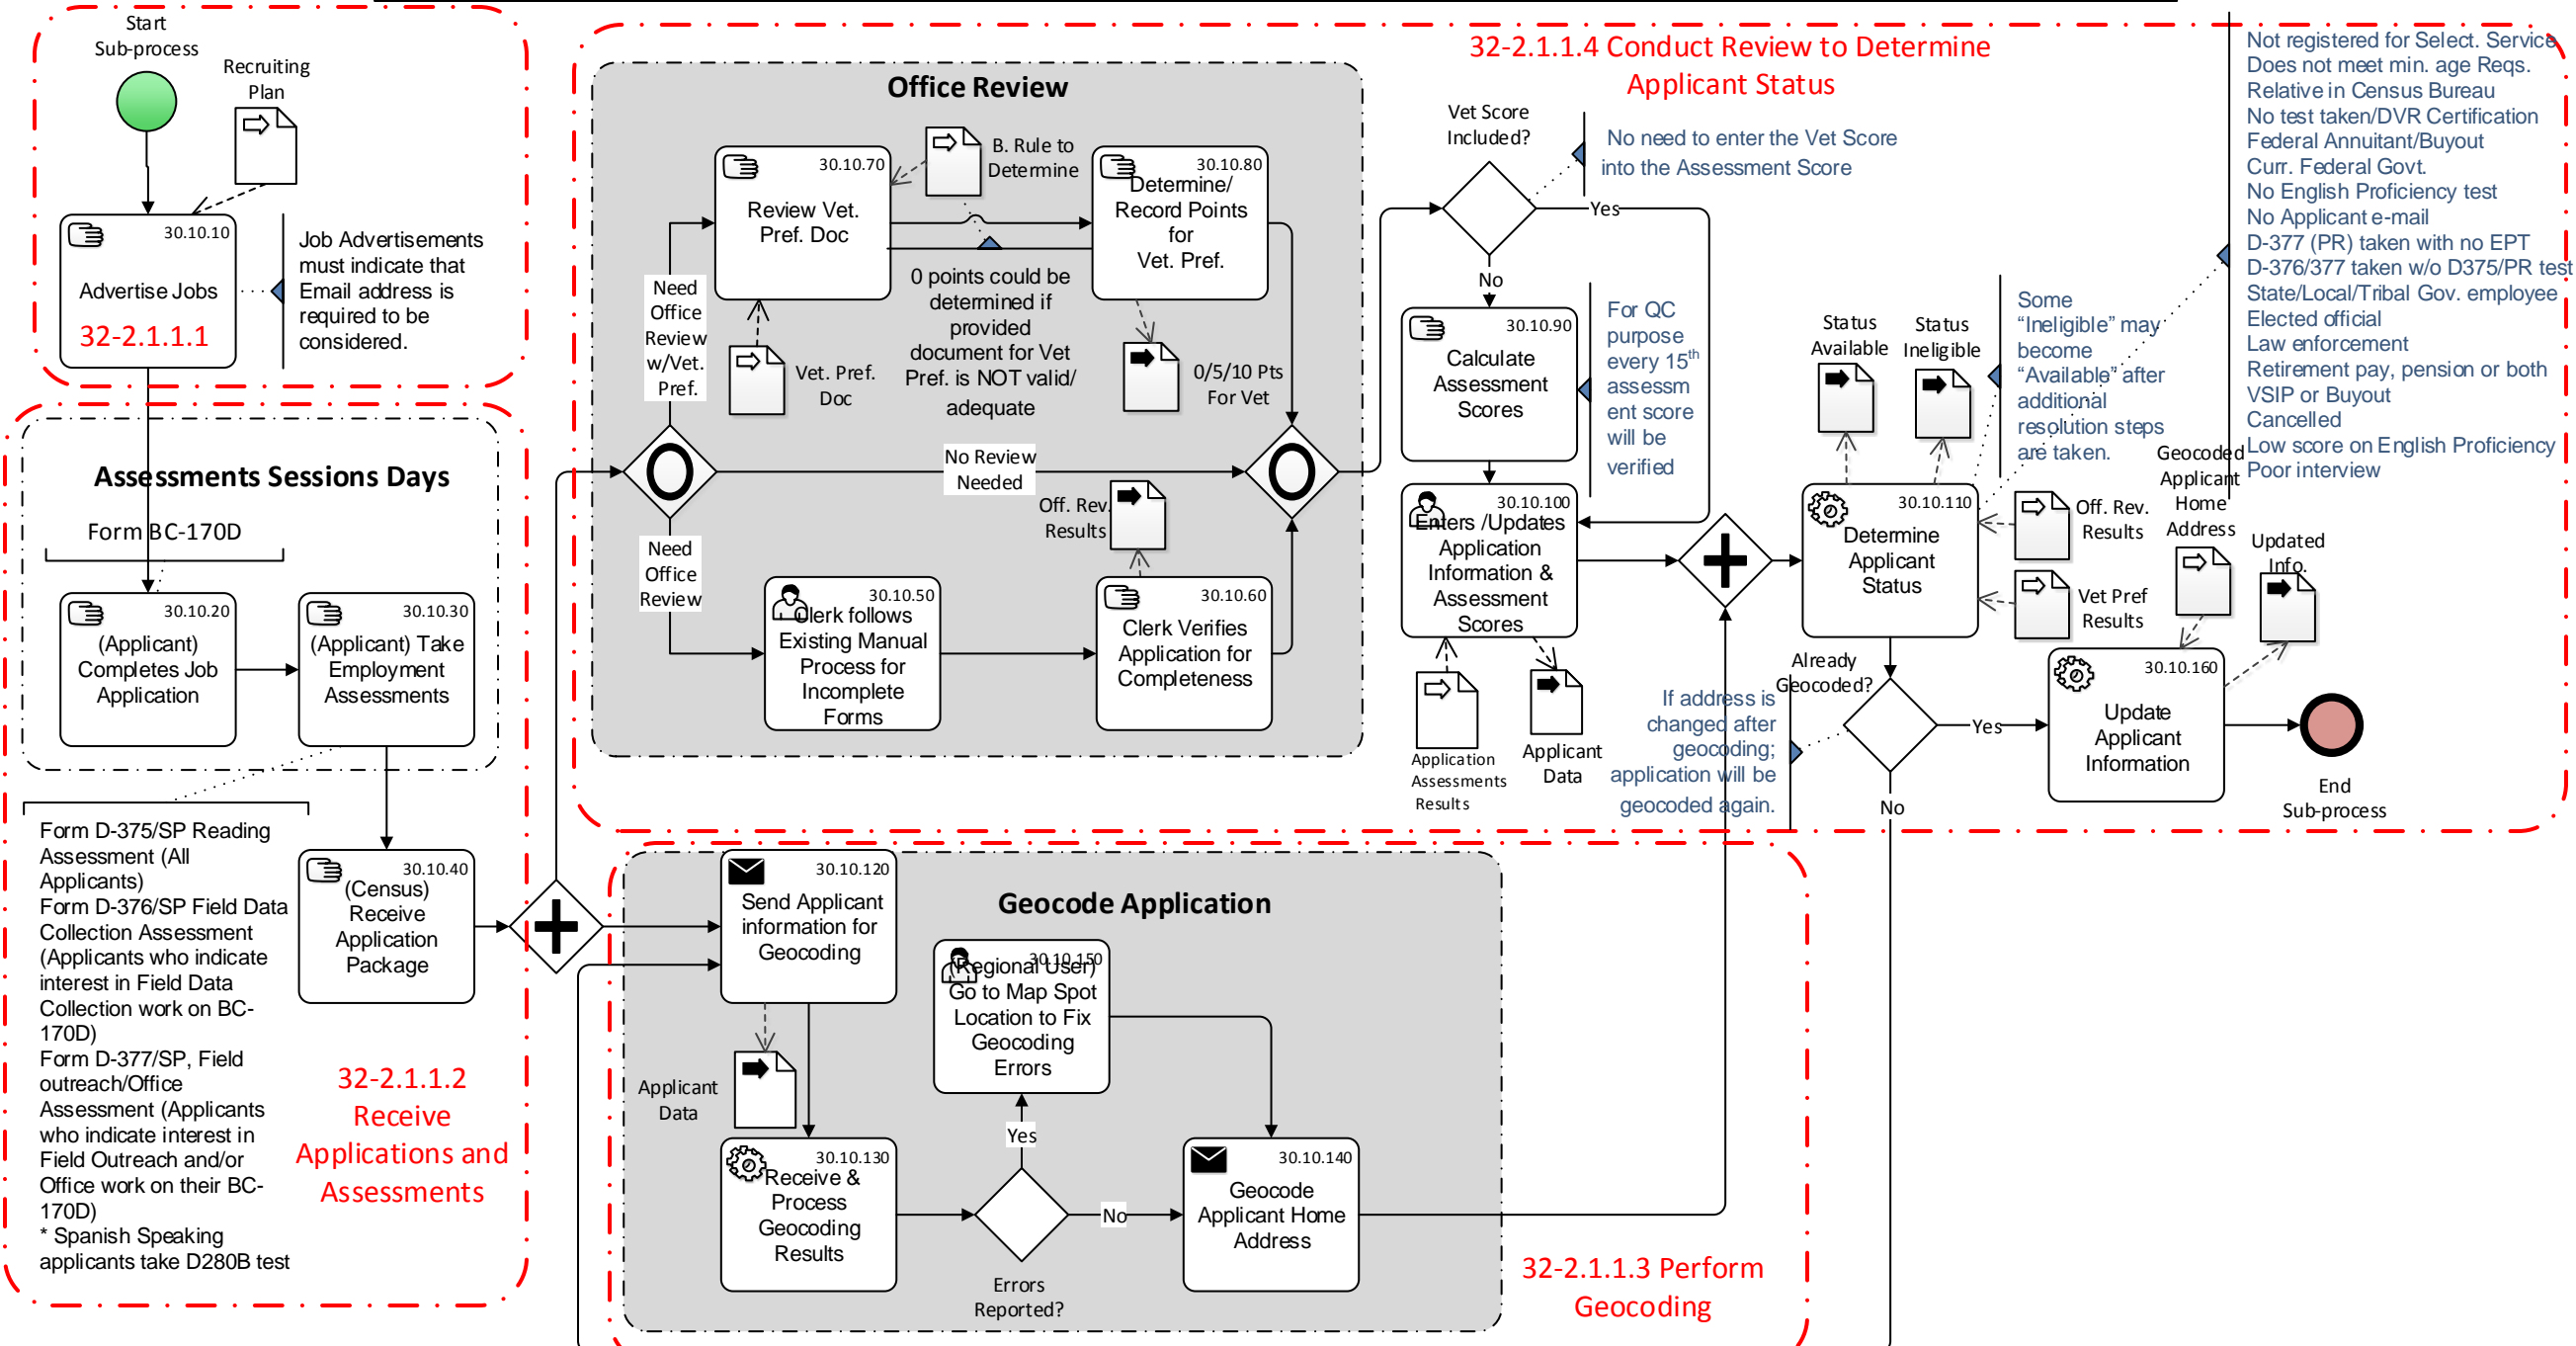 Start
Sub-process
Recruiting
Plan
30.10.10
Advertise Jobs
32-2.1.1.1
Job Advertisements
must indicate that
Email address is
required to be
considered.
Assessments Sessions Days
Form BC-170D
30.10.20
(Applicant)
Completes Job
Application
30.10.30
(Applicant) Take
Employment
Assessments
Form D-375/SP Reading
Assessment (All
Applicants)
Form D-376/SP Field Data
Collection Assessment
(Applicants who indicate
interest in Field Data
Collection work on BC-
170D)
Form D-377/SP, Field
outreach/Office
Assessment (Applicants
who indicate interest in
Field Outreach and/or
Office work on their BC-
170D)
* Spanish Speaking
applicants take D280B test
30.10.40
(Census)
Receive
Application
Package
32-2.1.1.2
Receive
Applications and
Assessments
32-2.1.1.4 Conduct Review to Determine
Applicant Status
Office Review
30.10.70
Review Vet.
Pref. Doc
B. Rule to
Determine
30.10.80
Determine/
Record Points
for
Vet. Pref.
Need
Office
Review
w/Vet.
Pref.
Vet. Pref.
Doc
0 points could be
determined if
provided
document for Vet
Pref. is NOT valid/
adequate
0/5/10 Pts
For Vet
No Review
Needed
Need
Office
Review
Off. Rev.
Results
30.10.50
Clerk follows
Existing Manual
Process for
Incomplete
Forms
30.10.60
Clerk Verifies
Application for
Completeness
Vet Score
Included?
No need to enter the Vet Score
into the Assessment Score
Yes
No
30.10.90
Calculate
Assessment
Scores
For QC
purpose
every 15th
assessm
ent score
will be
verified
30.10.100
Enters /Updates
Application
Information &
Assessment
Scores
Application
Assessments
Results
Applicant
Data
Status
Available
Status
Ineligible
Some
“Ineligible” may
become
“Available” after
additional
resolution steps
are taken.
Not registered for Select. Service
Does not meet min. age Reqs.
Relative in Census Bureau
No test taken/DVR Certification
Federal Annuitant/Buyout
Curr. Federal Govt.
No English Proficiency test
No Applicant e-mail
D-377 (PR) taken with no EPT
D-376/377 taken w/o D375/PR test
State/Local/Tribal Gov. employee
Elected official
Law enforcement
Retirement pay, pension or both
VSIP or Buyout
Cancelled
Low score on English Proficiency
Poor interview
30.10.110
Determine
Applicant
Status
Off. Rev.
Results
Vet Pref
Results
Geocoded
Applicant
Home
Address
Updated
Info.
Already
Geocoded?
If address is
changed after
geocoding;
application will be
geocoded again.
Yes
No
30.10.160
Update
Applicant
Information
End
Sub-process
Geocode Application
30.10.120
Send Applicant
information for
Geocoding
Applicant
Data
30.10.130
Receive &
Process
Geocoding
Results
30.10.150
(Regional User)
Go to Map Spot
Location to Fix
Geocoding
Errors
Yes
No
Errors
Reported?
30.10.140
Geocode
Applicant Home
Address
32-2.1.1.3 Perform
Geocoding